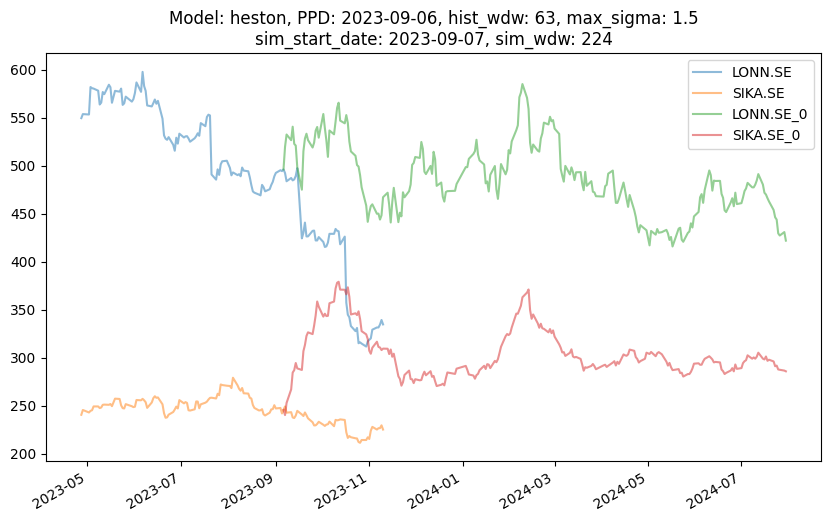 Model: heston, PPD: 2023-09-06, hist_wdw: 63, max_sigma: 1.5
sim_start_date: 2023-09-07, sim_wdw: 224
LONN.SE
SIKA.SE
LONN.SE_0
SIKA.SE_0
600
550
500
450
400
350
300
250
200
2023-05
2023-07
2023-09
2023-11
2024-01
2024-03
2024-05
2024-07